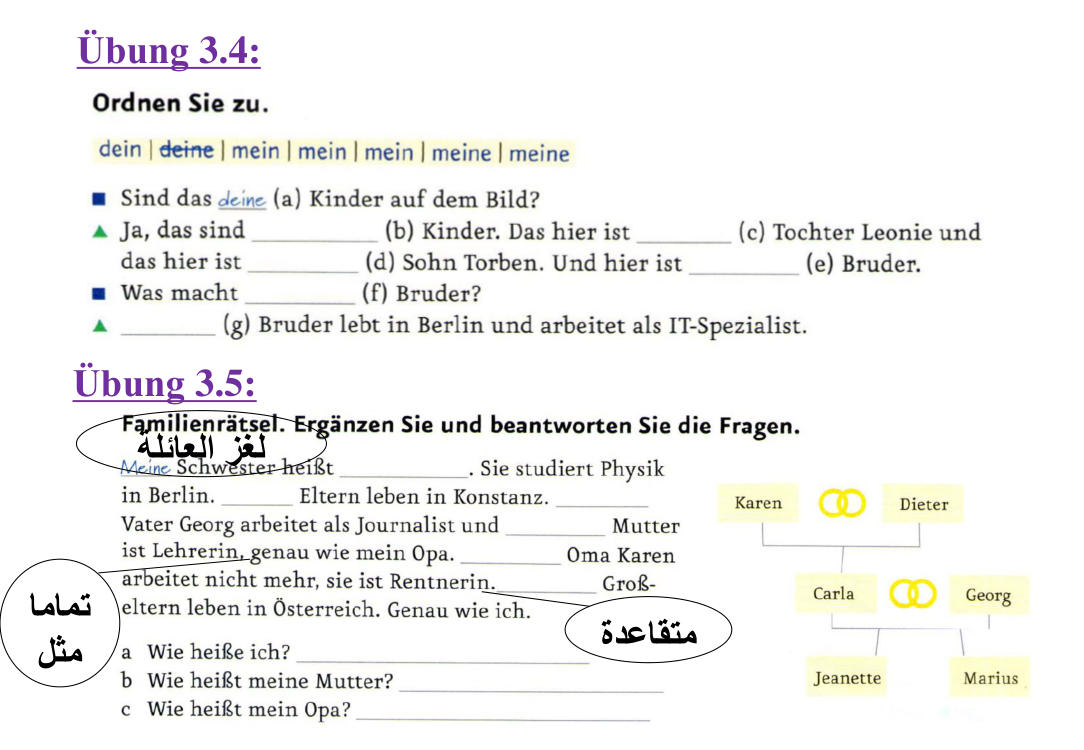 Übung 3.4:
Ordnen Sie zu.
dein | deine | mein | mein | mein | meine | meine
Sind das deine (a) Kinder auf dem Bild?
Ja, das sind __________ (b) Kinder. Das hier ist ________ (c) Tochter Leonie und
das hier ist _________ (d) Sohn Torben. Und hier ist _________ (e) Bruder.
Was macht _________ (f) Bruder?
________ (g) Bruder lebt in Berlin und arbeitet als IT-Spezialist.
Übung 3.5:
Familienrätsel. Ergänzen Sie und beantworten Sie die Fragen.
لغز العائلة
Meine Schwester heißt ___________. Sie studiert Physik
in Berlin. ______ Eltern leben in Konstanz. ________
Vater Georg arbeitet als Journalist und ________ Mutter
ist Lehrerin, genau wie mein Opa. ________ Oma Karen
arbeitet nicht mehr, sie ist Rentnerin. ________ Groß-
eltern leben in Österreich. Genau wie ich.
تماما
مثل
متقاعدة
a Wie heiße ich? ________________________
b Wie heißt meine Mutter? ______________________
c Wie heißt mein Opa? ________________________
Karen Dieter
Carla Georg
Jeanette Marius